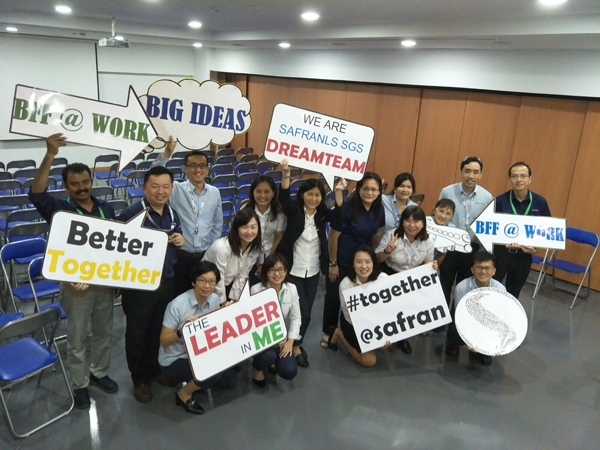 BFF @ WORK
BIG IDEAS
WE ARE
SAFRANLS SGS
DREAMTEAM
Better
Together
BFF @ WORK
#together
@safran
THE
LEADER
IN ME